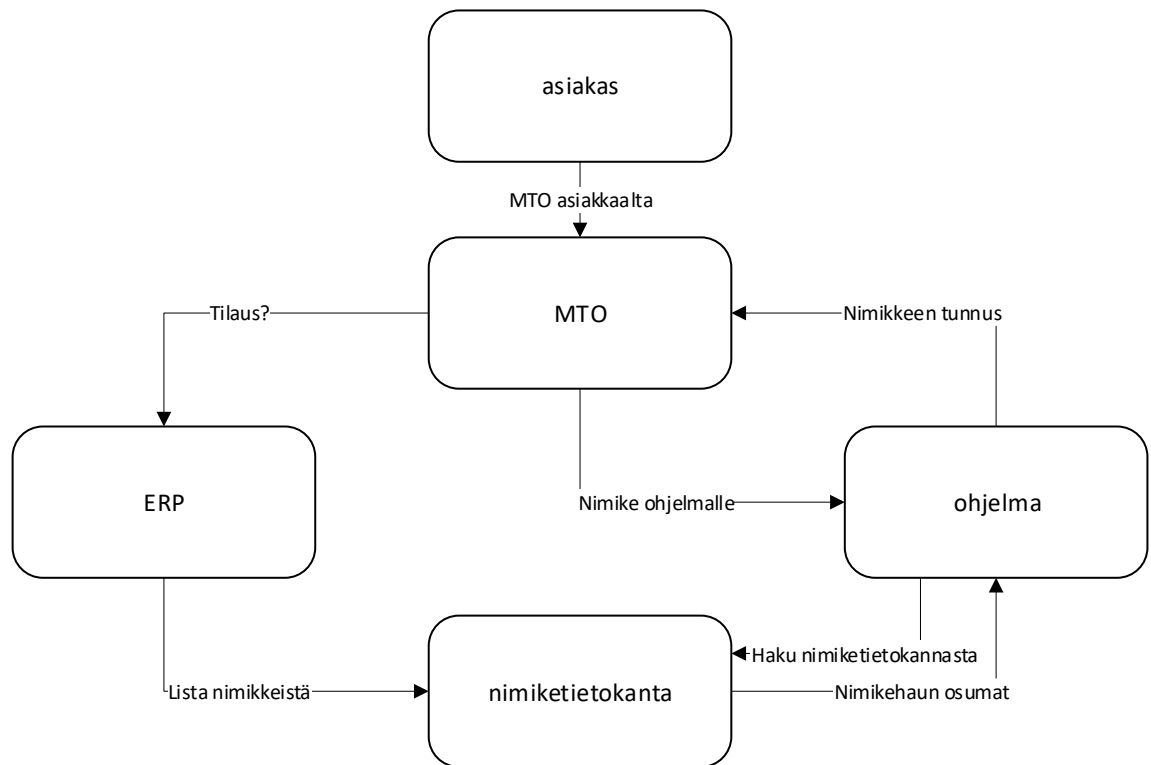 asiakas
MTO asiakkaalta
Tilaus?
MTO
Nimikkeen tunnus
ERP
Nimike ohjelmalle
ohjelma
Haku nimiketietokannasta
Lista nimikkeistä
nimiketietokanta
Nimikehaun osumat